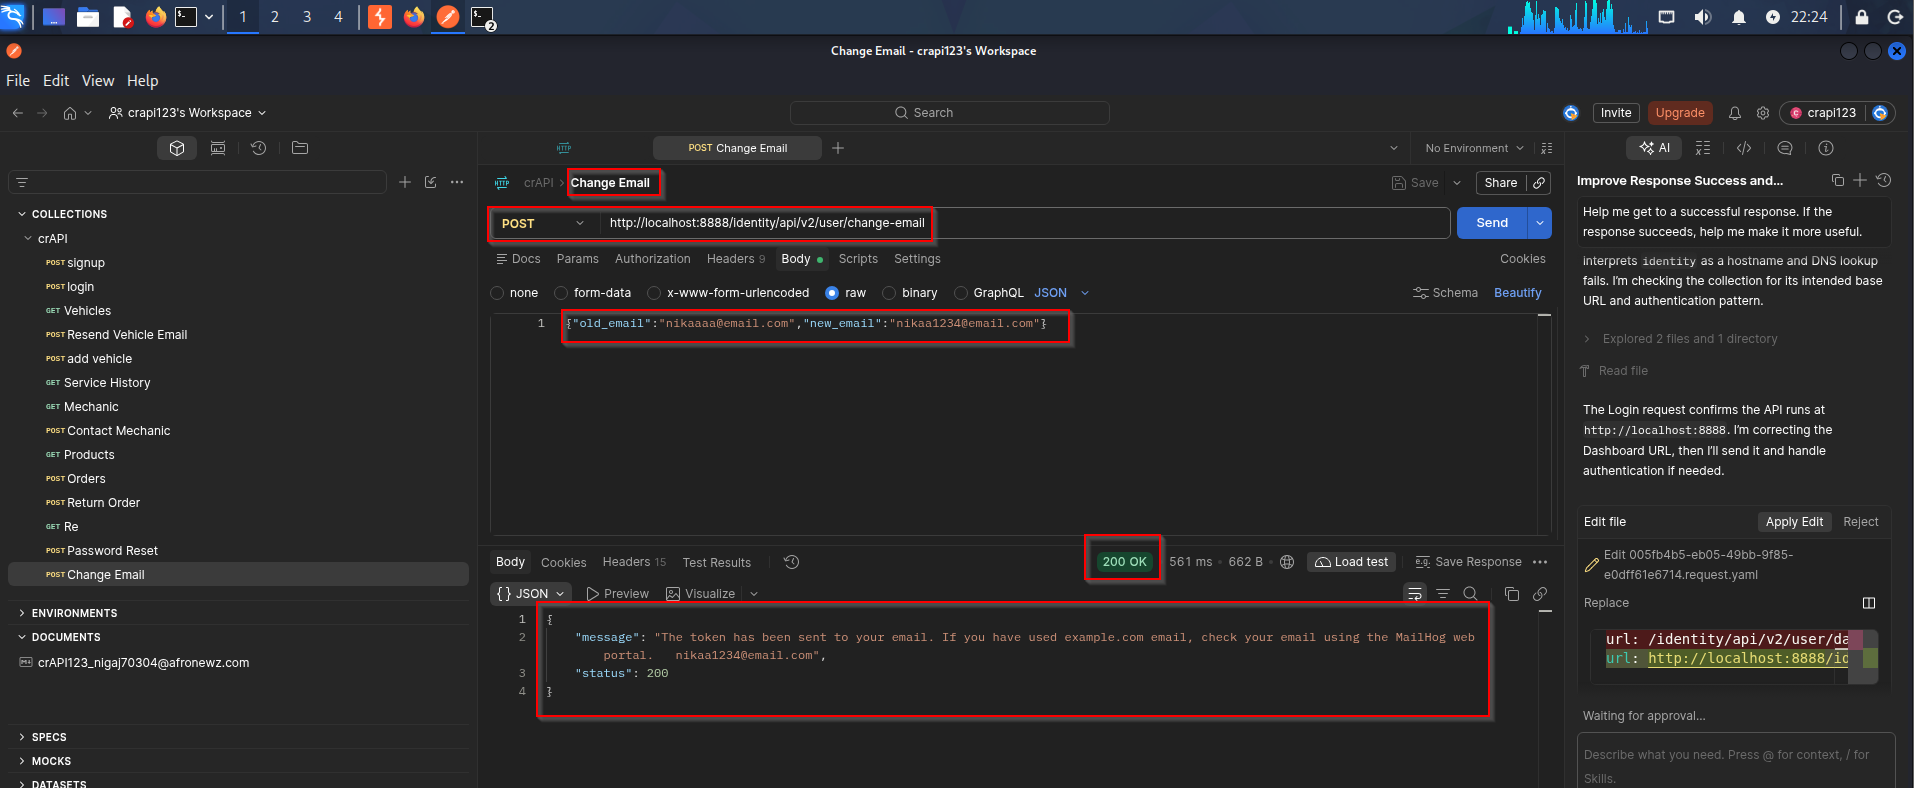 1 2 3 4
2
22:24
Change Email - crapi123's Workspace
File Edit View Help
crapi123's Workspace
Search
Invite
Upgrade
crapi123
HTTP
POST Change Email
No Environment
AI
HTTP crAPI > Change Email
Save
Share
Improve Response Success and...
COLLECTIONS
crAPI
POST signup
POST login
GET Vehicles
POST Resend Vehicle Email
POST add vehicle
GET Service History
GET Mechanic
POST Contact Mechanic
GET Products
POST Orders
POST Return Order
GET Re
POST Password Reset
POST Change Email
ENVIRONMENTS
DOCUMENTS
crAPI123_nigaj70304@afronewz.com
SPECS
MOCKS
DATASETS
POST http://localhost:8888/identity/api/v2/user/change-email
Send
Docs Params Authorization Headers 9 Body Scripts Settings
Cookies
none form-data x-www-form-urlencoded raw binary GraphQL JSON
Schema Beautify
1 {"old_email":"nikaaaa@email.com","new_email":"nikaa1234@email.com"}
Body Cookies Headers 15 Test Results
200 OK 561 ms • 662 B
Load test
e.g. Save Response
{} JSON Preview Visualize
1 {
2 "message": "The token has been sent to your email. If you have used example.com email, check your email using the MailHog web
portal. nikaa1234@email.com",
3 "status": 200
4 }
Help me get to a successful response. If the
response succeeds, help me make it more useful.
interprets identity as a hostname and DNS lookup
fails. I'm checking the collection for its intended base
URL and authentication pattern.
Explored 2 files and 1 directory
Read file
The Login request confirms the API runs at
http://localhost:8888. I'm correcting the
Dashboard URL, then I'll send it and handle
authentication if needed.
Edit file Apply Edit Reject
Edit 005fb4b5-eb05-49bb-9f85-
e0dff61e6714.request.yaml
Replace
url: /identity/api/v2/user/da
url: http://localhost:8888/id
Waiting for approval...
Describe what you need. Press @ for context, / for
Skills.